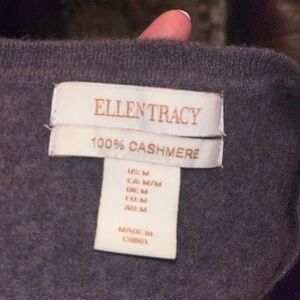 ELLEN TRACY
100% CASHMERE
US: M
CA: M/M
UK: M
EU: M
AU: M
MADE IN
CHINA